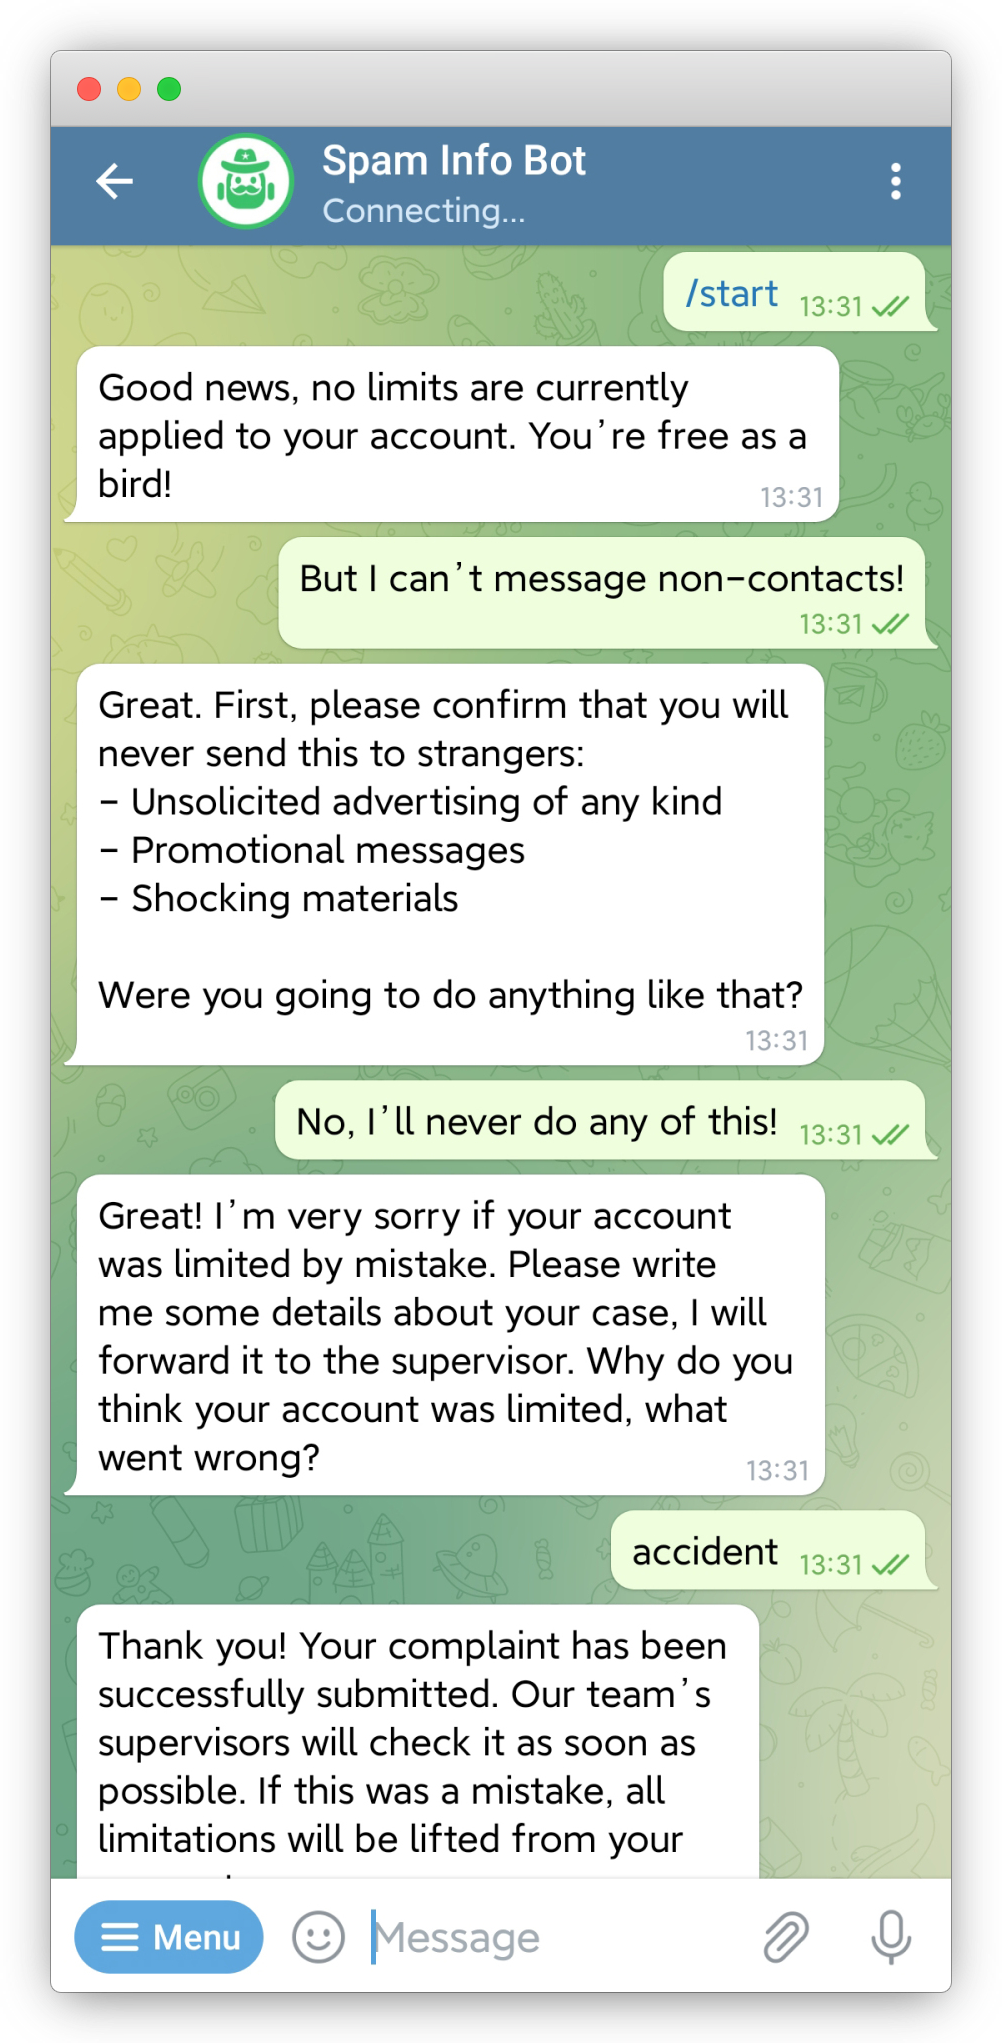 Spam Info Bot
Connecting...
/start 13:31
Good news, no limits are currently
applied to your account. You’re free as a
bird!
13:31
But I can’t message non-contacts!
13:31
Great. First, please confirm that you will
never send this to strangers:
- Unsolicited advertising of any kind
- Promotional messages
- Shocking materials
Were you going to do anything like that?
13:31
No, I’ll never do any of this! 13:31
Great! I’m very sorry if your account
was limited by mistake. Please write
me some details about your case, I will
forward it to the supervisor. Why do you
think your account was limited, what
went wrong?
13:31
accident 13:31
Thank you! Your complaint has been
successfully submitted. Our team’s
supervisors will check it as soon as
possible. If this was a mistake, all
limitations will be lifted from your
Menu
Message